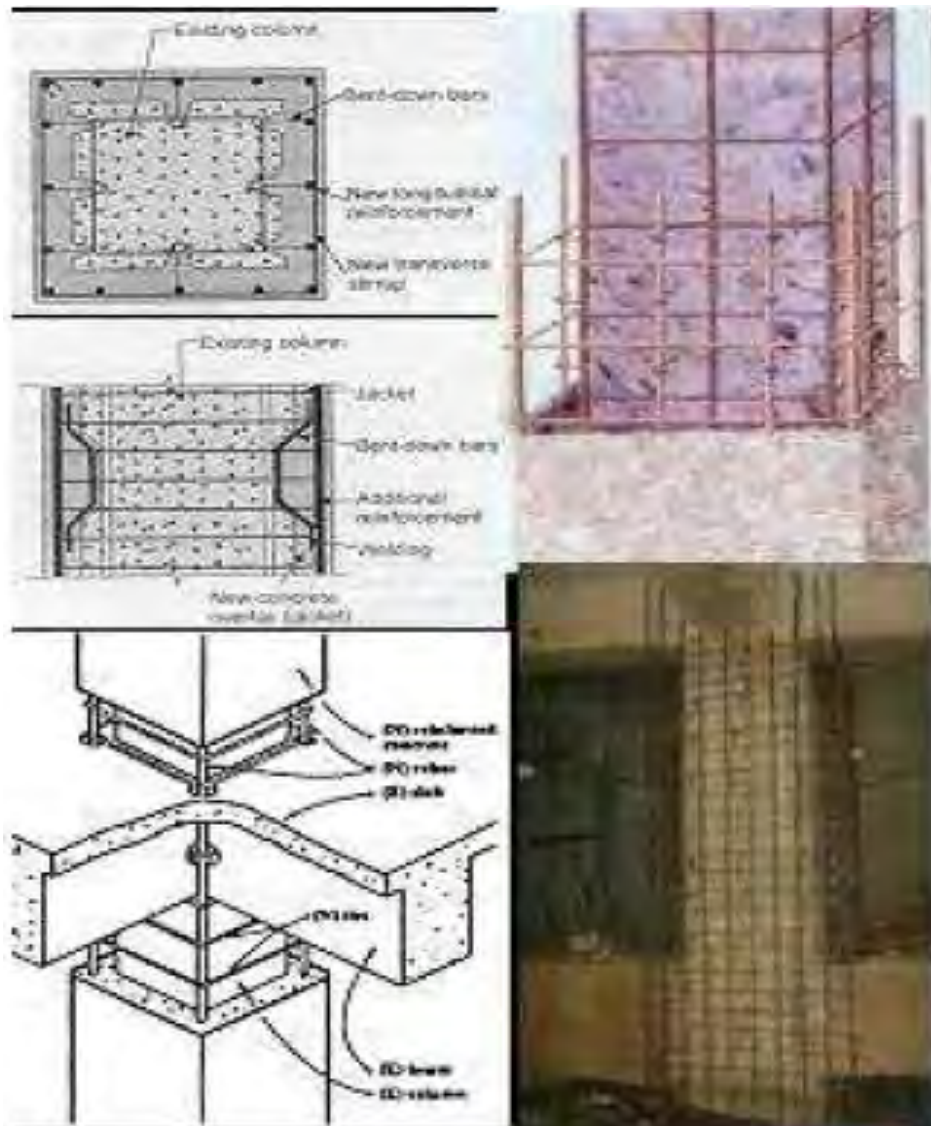 Existing column
Bent-down bars
New longitudinal
reinforcement
New transverse
stirrup
Existing column
Jacket
Bent-down bars
Additional
reinforcement
Welding
New concrete
overlay (jacket)
(N) reinforced
concrete
(N) rebar
(E) slab
(N) ties
(E) beam
(E) column